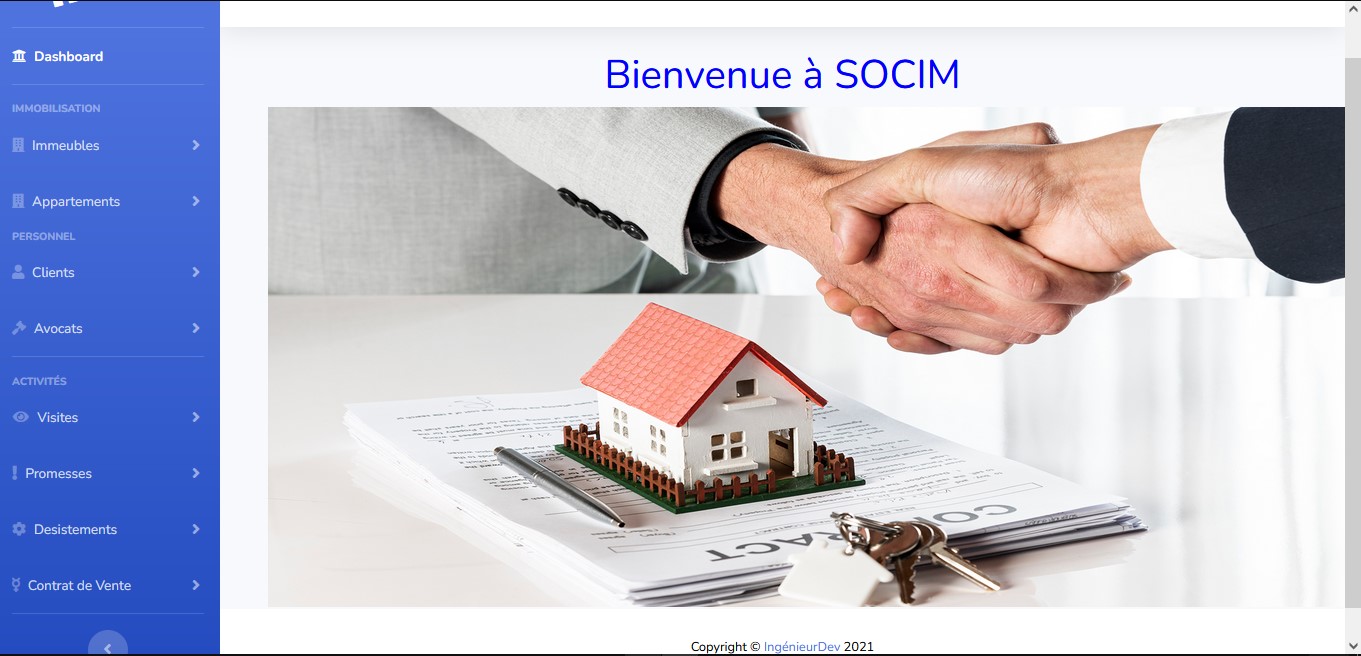 Dashboard
IMMOBILISATION
Immeubles
Appartements
PERSONNEL
Clients
Avocats
ACTIVITÉS
Visites
Promesses
Desistements
Contrat de Vente
Bienvenue à SOCIM
CONTRACT
Copyright © IngénieurDev 2021